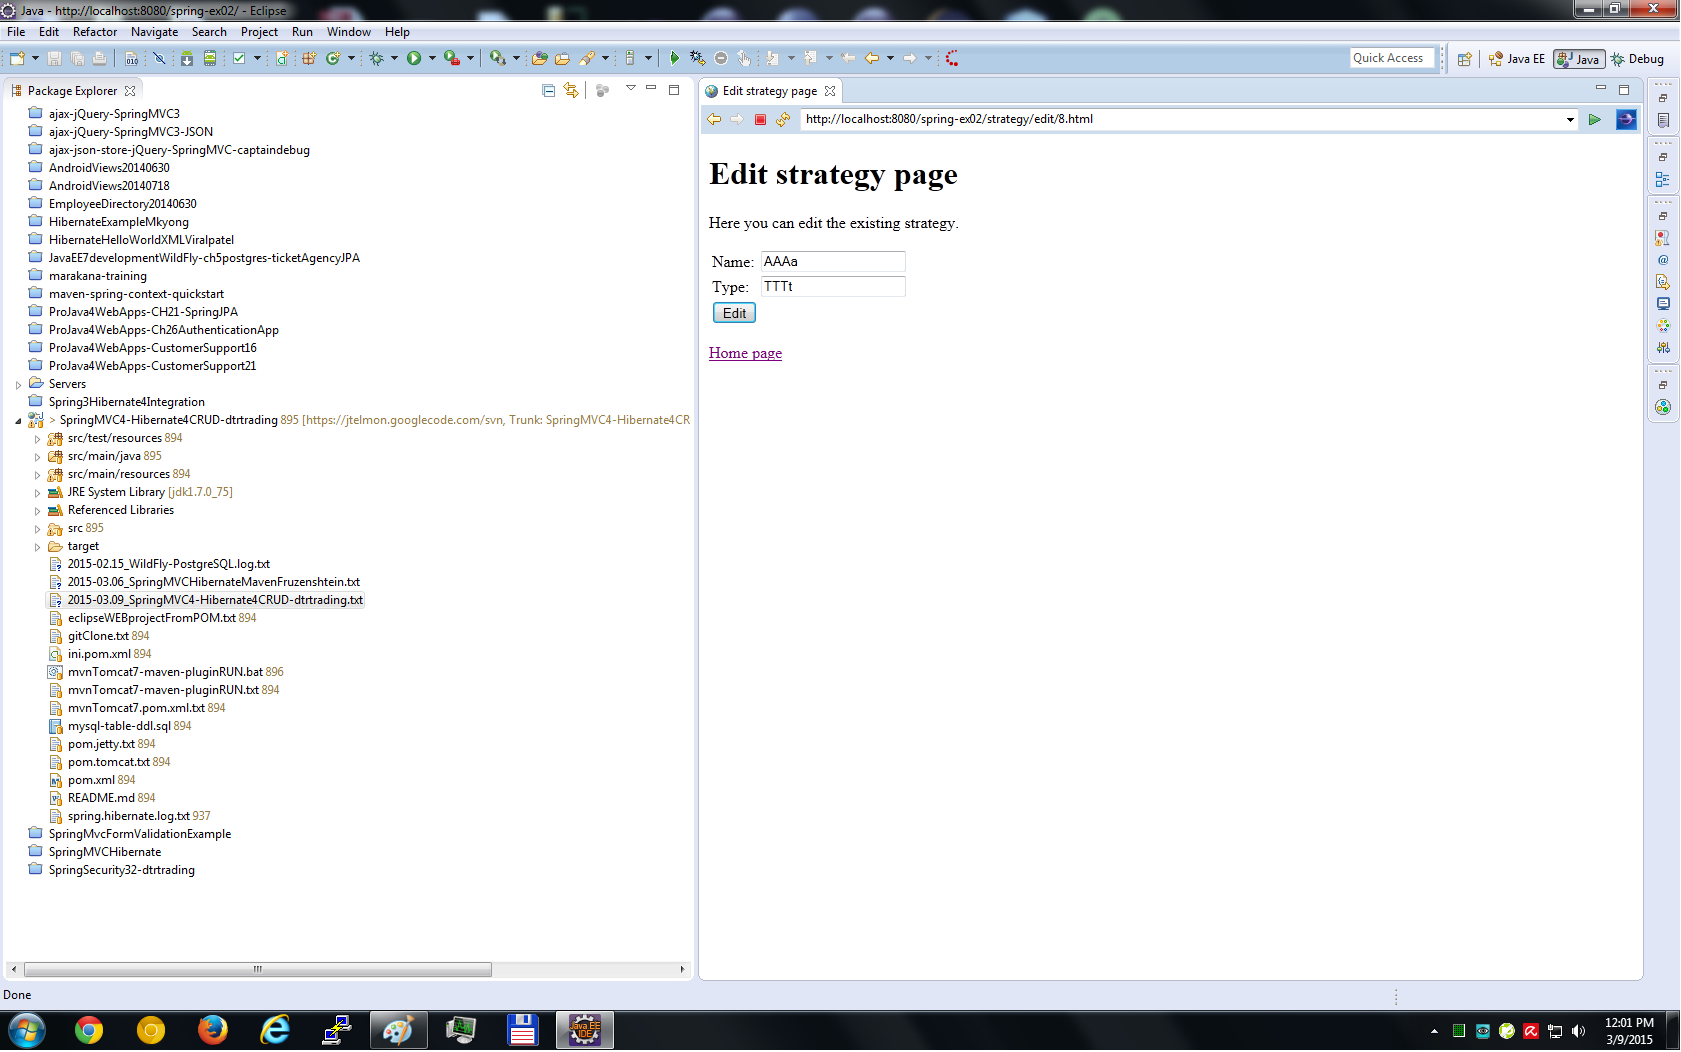 Java - http://localhost:8080/spring-ex02/ - Eclipse
File Edit Refactor Navigate Search Project Run Window Help
Quick Access Java EE Java Debug
Package Explorer
ajax-jQuery-SpringMVC3
ajax-jQuery-SpringMVC3-JSON
ajax-json-store-jQuery-SpringMVC-captaindebug
AndroidViews20140630
AndroidViews20140718
EmployeeDirectory20140630
HibernateExampleMkyong
HibernateHelloWorldXMLViralpatel
JavaEE7developmentWildFly-ch5postgres-ticketAgencyJPA
marakana-training
maven-spring-context-quickstart
ProJava4WebApps-CH21-SpringJPA
ProJava4WebApps-Ch26AuthenticationApp
ProJava4WebApps-CustomerSupport16
ProJava4WebApps-CustomerSupport21
Servers
Spring3Hibernate4Integration
> SpringMVC4-Hibernate4CRUD-dtrtrading 895 [https://jtelmon.googlecode.com/svn, Trunk: SpringMVC4-Hibernate4CR
src/test/resources 894
src/main/java 895
src/main/resources 894
JRE System Library [jdk1.7.0_75]
Referenced Libraries
src 895
target
2015-02.15_WildFly-PostgreSQL.log.txt
2015-03.06_SpringMVCHibernateMavenFruzenshtein.txt
2015-03.09_SpringMVC4-Hibernate4CRUD-dtrtrading.txt
eclipseWEBprojectFromPOM.txt 894
gitClone.txt 894
ini.pom.xml 894
mvnTomcat7-maven-pluginRUN.bat 896
mvnTomcat7-maven-pluginRUN.txt 894
mvnTomcat7.pom.xml.txt 894
mysql-table-ddl.sql 894
pom.jetty.txt 894
pom.tomcat.txt 894
pom.xml 894
README.md 894
spring.hibernate.log.txt 937
SpringMvcFormValidationExample
SpringMVCHibernate
SpringSecurity32-dtrtrading
Edit strategy page
http://localhost:8080/spring-ex02/strategy/edit/8.html
Edit strategy page
Here you can edit the existing strategy.
Name: AAAa
Type: TTTt
Edit
Home page
Done
Java EE
IDE
12:01 PM
3/9/2015